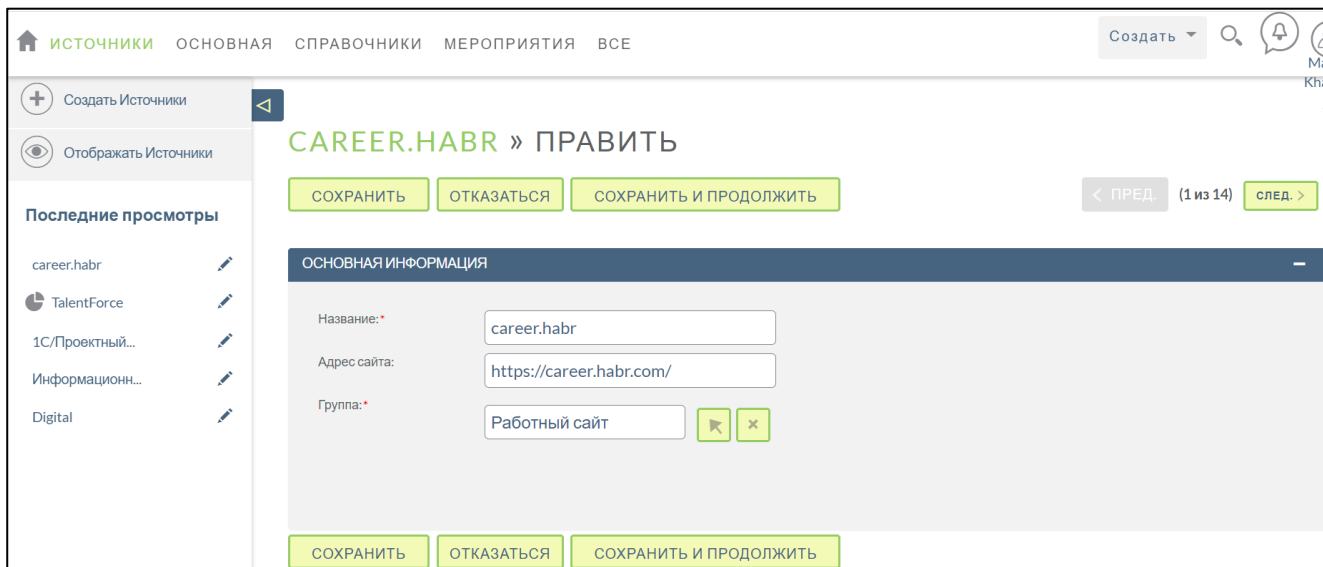 ИСТОЧНИКИ ОСНОВНАЯ СПРАВОЧНИКИ МЕРОПРИЯТИЯ ВСЕ Создать
Создать Источники
Отображать Источники
Последние просмотры
career.habr
TalentForce
1С/Проектный...
Информационн...
Digital
CAREER.HABR » ПРАВИТЬ
СОХРАНИТЬ ОТКАЗАТЬСЯ СОХРАНИТЬ И ПРОДОЛЖИТЬ < ПРЕД. (1 из 14) СЛЕД. >
ОСНОВНАЯ ИНФОРМАЦИЯ
Название:* career.habr
Адрес сайта: https://career.habr.com/
Группа:* Работный сайт
СОХРАНИТЬ ОТКАЗАТЬСЯ СОХРАНИТЬ И ПРОДОЛЖИТЬ